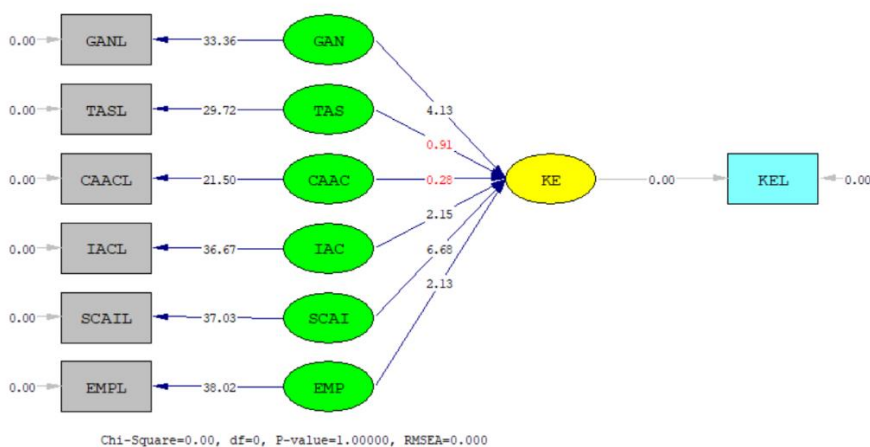 0.00 GANL 33.36 GAN
4.13
0.00 TASL 29.72 TAS
0.91
0.00 CAACL 21.50 CAAC 0.28 KE 0.00 KEL 0.00
2.15
0.00 IACL 36.67 IAC
6.68
2.13
0.00 SCAIL 37.03 SCAI
0.00 EMPL 38.02 EMP
Chi-Square=0.00, df=0, P-value=1.00000, RMSEA=0.000